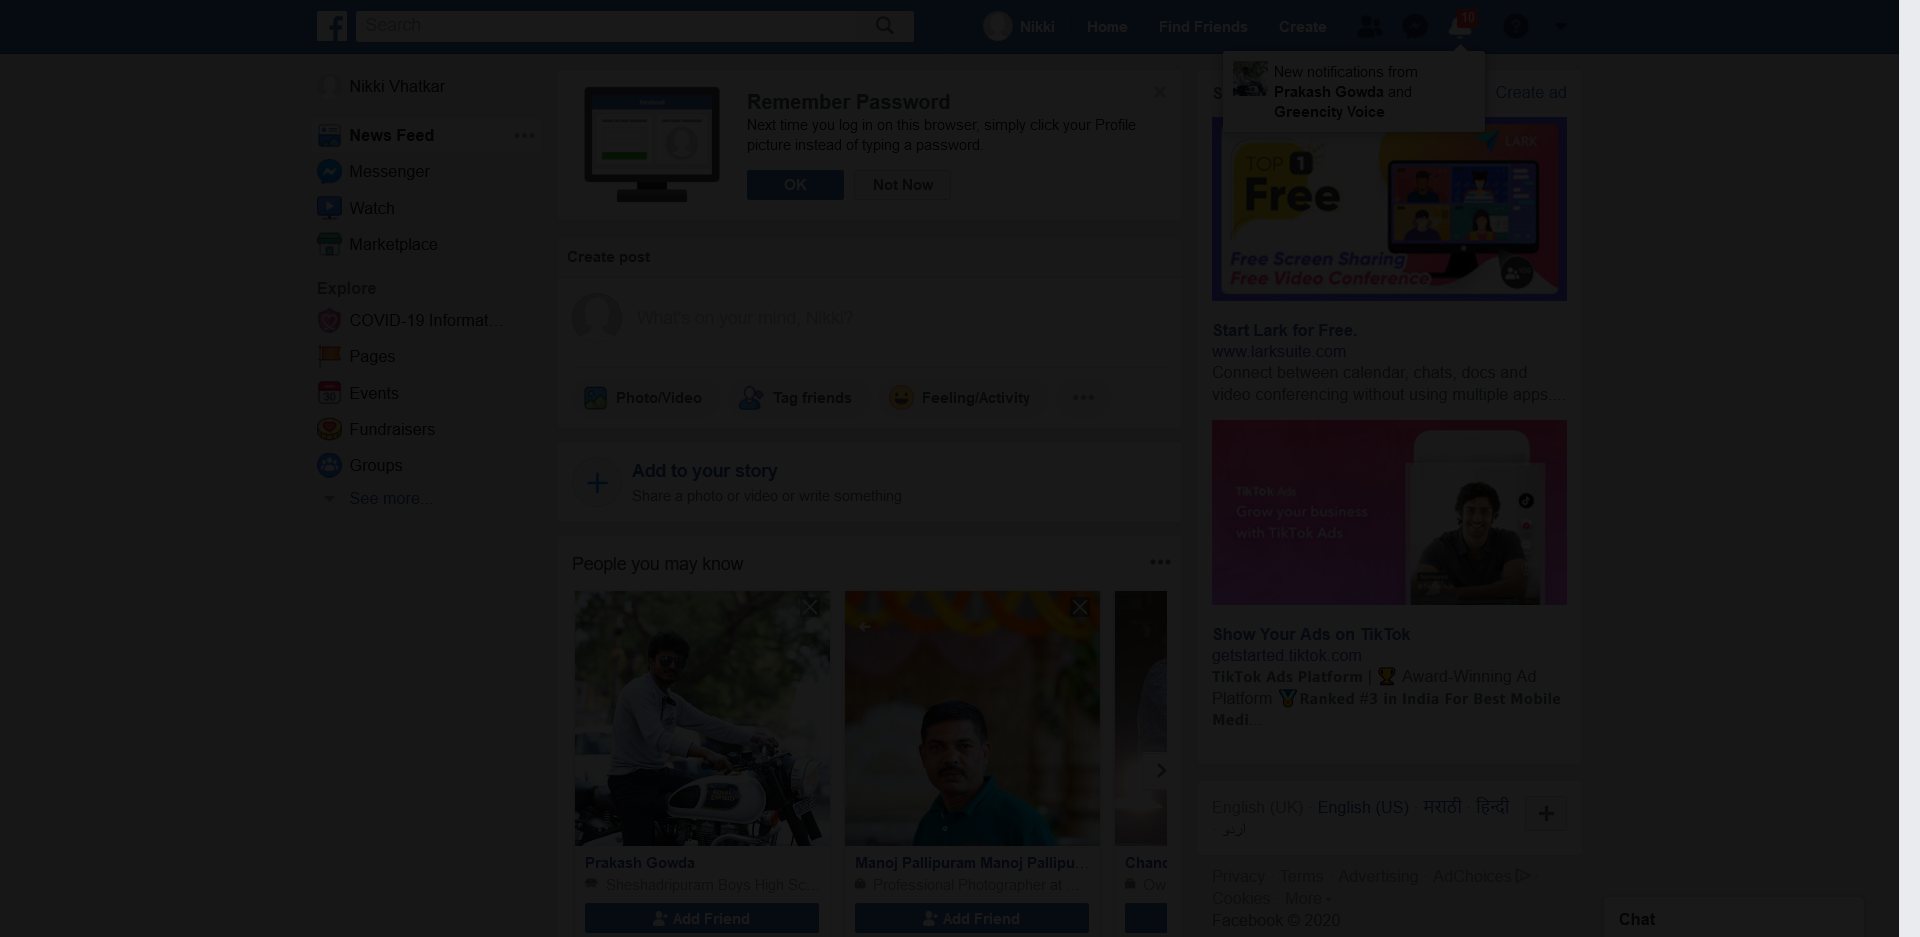 Search
Nikki
Home
Find Friends
Create
10
New notifications from
Prakash Gowda and
Greencity Voice
Nikki Vhatkar
News Feed
Messenger
Watch
Marketplace
Explore
COVID-19 Informat...
Pages
Events
Fundraisers
Groups
See more...
Remember Password
Next time you log in on this browser, simply click your Profile
picture instead of typing a password.
OK
Not Now
Create post
What's on your mind, Nikki?
Photo/Video
Tag friends
Feeling/Activity
Add to your story
Share a photo or video or write something
People you may know
Prakash Gowda
Sheshadripuram Boys High Sc...
Add Friend
Manoj Pallipuram Manoj Pallipu...
Professional Photographer at ...
Add Friend
Chand
Ow
Create ad
LARK
TOP 1
Free
Free Screen Sharing
Free Video Conference
Start Lark for Free.
www.larksuite.com
Connect between calendar, chats, docs and
video conferencing without using multiple apps....
TikTok Ads
Grow your business
with TikTok Ads
Show Your Ads on TikTok
getstarted.tiktok.com
TikTok Ads Platform | 🏆 Award-Winning Ad
Platform 🏅Ranked #3 in India For Best Mobile
Medi...
English (UK) · English (US) · मराठी · हिन्दी
اردو
Privacy · Terms · Advertising · AdChoices
Cookies · More
Facebook © 2020
Chat